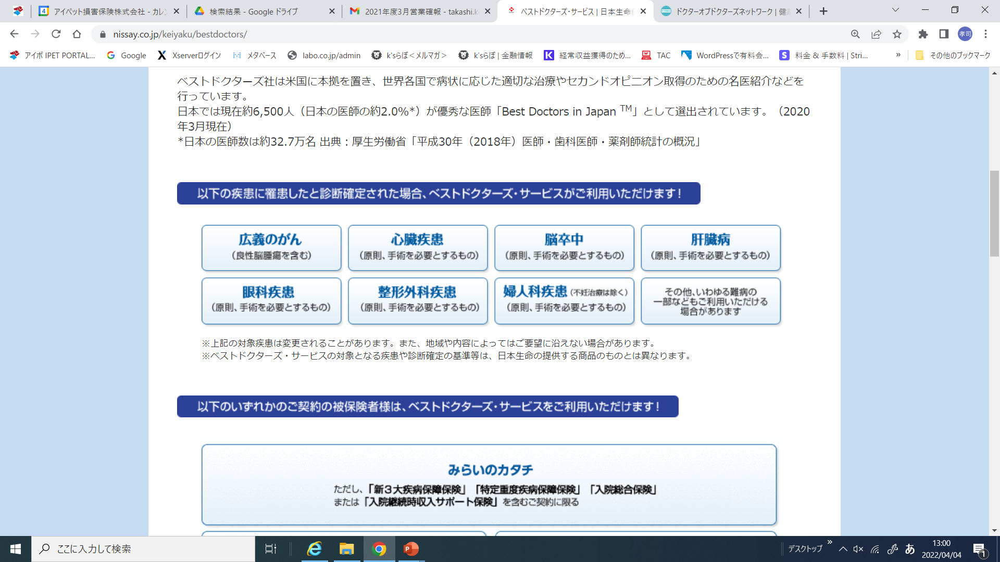 アイペット損害保険株式会社 - カレン
検索結果 - Google ドライブ
2021年度3月営業確報 - takashi.k
ベストドクターズ・サービス | 日本生命
ドクターオブドクターズネットワーク | 健
nissay.co.jp/keiyaku/bestdoctors/
孝司
アイポ IPET PORTAL...
Google
Xserverログイン
メタベース
labo.co.jp/admin
k'sらぼ＜メルマガ＞
k'sらぼ | 金融情報
経常収益獲得のため...
TAC
WordPressで有料会...
料金 & 手数料 | Stri...
»
その他のブックマーク
ベストドクターズ社は米国に本拠を置き、世界各国で病状に応じた適切な治療やセカンドオピニオン取得のための名医紹介などを
行っています。
日本では現在約6,500人（日本の医師の約2.0%*）が優秀な医師「Best Doctors in Japan TM」として選出されています。（2020
年3月現在）
*日本の医師数は約32.7万名 出典：厚生労働省「平成30年（2018年）医師・歯科医師・薬剤師統計の概況」
以下の疾患に罹患したと診断確定された場合、ベストドクターズ・サービスがご利用いただけます！
広義のがん
（良性脳腫瘍を含む）
心臓疾患
（原則、手術を必要とするもの）
脳卒中
（原則、手術を必要とするもの）
肝臓病
（原則、手術を必要とするもの）
眼科疾患
（原則、手術を必要とするもの）
整形外科疾患
（原則、手術を必要とするもの）
婦人科疾患（不妊治療は除く）
（原則、手術を必要とするもの）
その他、いわゆる難病の
一部などもご利用いただける
場合があります
※上記の対象疾患は変更されることがあります。また、地域や内容によってはご要望に沿えない場合があります。
※ベストドクターズ・サービスの対象となる疾患や診断確定の基準等は、日本生命の提供する商品のものとは異なります。
以下のいずれかのご契約の被保険者様は、ベストドクターズ・サービスをご利用いただけます！
みらいのカタチ
ただし、「新３大疾病保障保険」「特定重度疾病保障保険」「入院総合保険」
または「入院継続時収入サポート保険」を含むご契約に限る
ここに入力して検索
デスクトップ
»
あ
13:00
2022/04/04
1